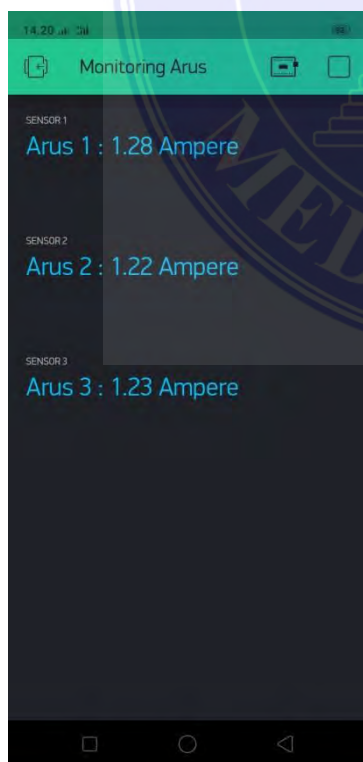 14.20
Monitoring Arus
SENSOR 1
Arus 1 : 1.28 Ampere
SENSOR 2
Arus 2 : 1.22 Ampere
SENSOR 3
Arus 3 : 1.23 Ampere
MED